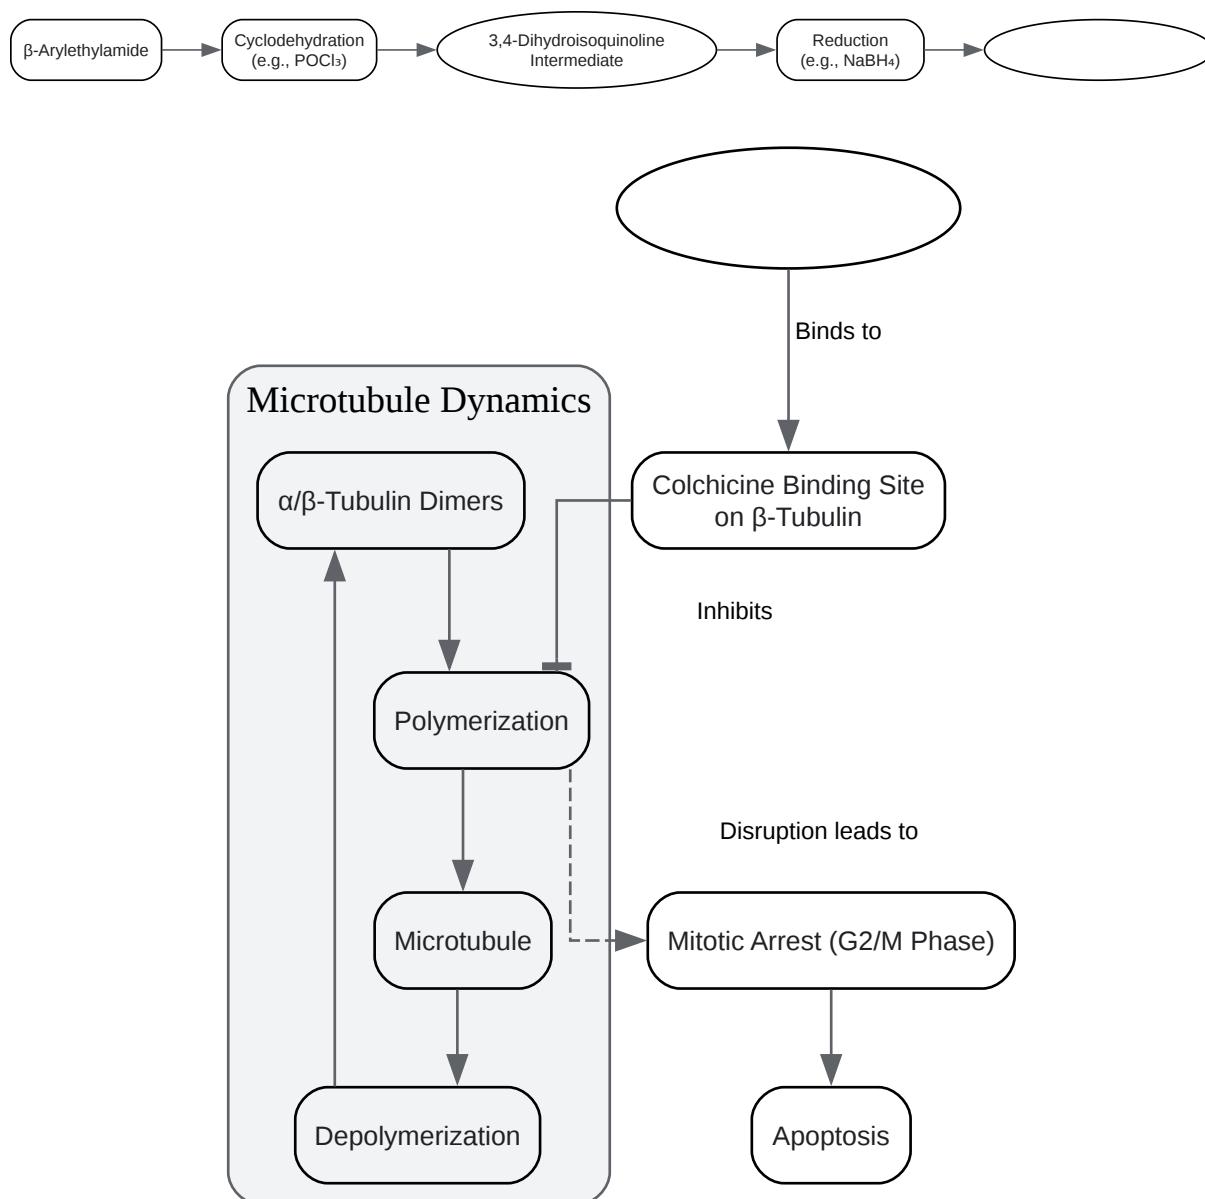 β-Arylethylamide
Cyclodehydration
(e.g., POCl₃)
3,4-Dihydroisoquinoline
Intermediate
Reduction
(e.g., NaBH₄)
Binds to
Microtubule Dynamics
α/β-Tubulin Dimers
Colchicine Binding Site
on β-Tubulin
Inhibits
Polymerization
Disruption leads to
Microtubule
Mitotic Arrest (G2/M Phase)
Depolymerization
Apoptosis